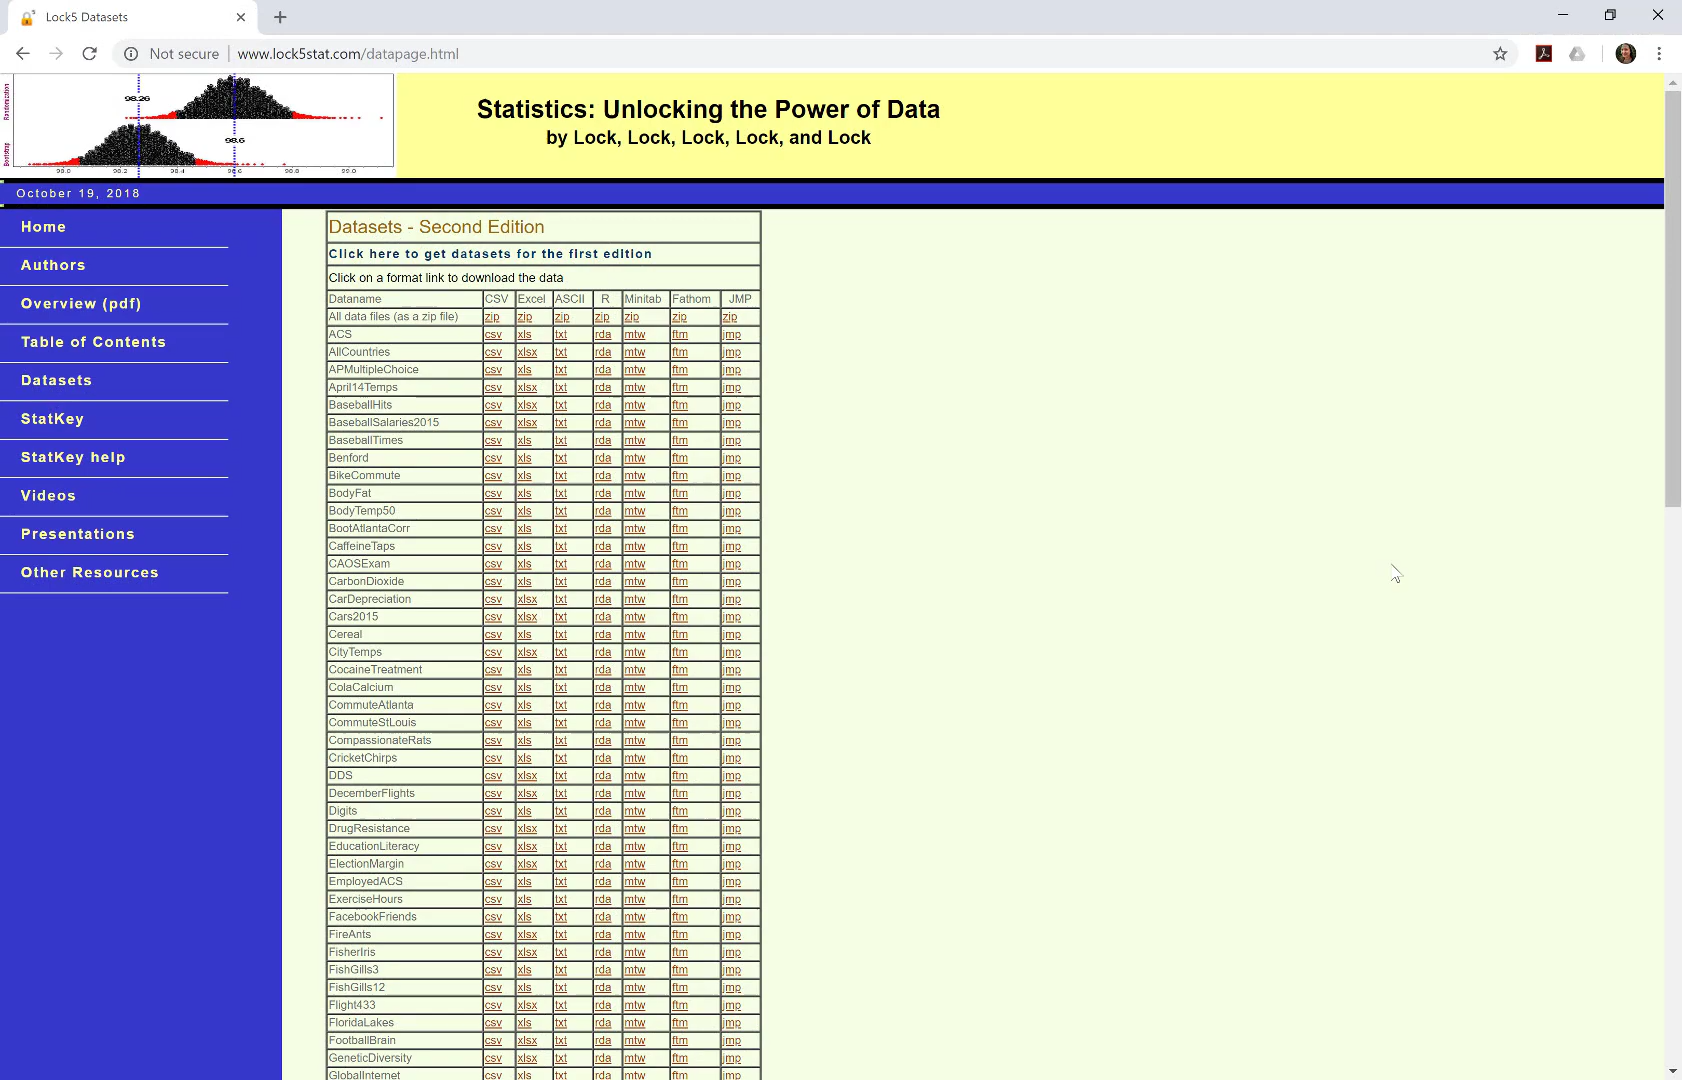 Lock5 Datasets
Not secure | www.lock5stat.com/datapage.html
Randomization
98.26
98.6
Bootstrap
98.0 98.2 98.4 98.6 98.8 99.0
Statistics: Unlocking the Power of Data
by Lock, Lock, Lock, Lock, and Lock
October 19, 2018
Home
Authors
Overview (pdf)
Table of Contents
Datasets
StatKey
StatKey help
Videos
Presentations
Other Resources
Datasets - Second Edition
Click here to get datasets for the first edition
Click on a format link to download the data
Dataname CSV Excel ASCII R Minitab Fathom JMP
All data files (as a zip file) zip zip zip zip zip zip zip
ACS csv xls txt rda mtw ftm jmp
AllCountries csv xlsx txt rda mtw ftm jmp
APMultipleChoice csv xls txt rda mtw ftm jmp
April14Temps csv xlsx txt rda mtw ftm jmp
BaseballHits csv xlsx txt rda mtw ftm jmp
BaseballSalaries2015 csv xlsx txt rda mtw ftm jmp
BaseballTimes csv xls txt rda mtw ftm jmp
Benford csv xls txt rda mtw ftm jmp
BikeCommute csv xls txt rda mtw ftm jmp
BodyFat csv xls txt rda mtw ftm jmp
BodyTemp50 csv xls txt rda mtw ftm jmp
BootAtlantaCorr csv xls txt rda mtw ftm jmp
CaffeineTaps csv xls txt rda mtw ftm jmp
CAOSExam csv xls txt rda mtw ftm jmp
CarbonDioxide csv xls txt rda mtw ftm jmp
CarDepreciation csv xlsx txt rda mtw ftm jmp
Cars2015 csv xlsx txt rda mtw ftm jmp
Cereal csv xls txt rda mtw ftm jmp
CityTemps csv xlsx txt rda mtw ftm jmp
CocaineTreatment csv xls txt rda mtw ftm jmp
ColaCalcium csv xls txt rda mtw ftm jmp
CommuteAtlanta csv xls txt rda mtw ftm jmp
CommuteStLouis csv xls txt rda mtw ftm jmp
CompassionateRats csv xls txt rda mtw ftm jmp
CricketChirps csv xls txt rda mtw ftm jmp
DDS csv xlsx txt rda mtw ftm jmp
DecemberFlights csv xlsx txt rda mtw ftm jmp
Digits csv xls txt rda mtw ftm jmp
DrugResistance csv xlsx txt rda mtw ftm jmp
EducationLiteracy csv xlsx txt rda mtw ftm jmp
ElectionMargin csv xlsx txt rda mtw ftm jmp
EmployedACS csv xls txt rda mtw ftm jmp
ExerciseHours csv xls txt rda mtw ftm jmp
FacebookFriends csv xls txt rda mtw ftm jmp
FireAnts csv xlsx txt rda mtw ftm jmp
FisherIris csv xlsx txt rda mtw ftm jmp
FishGills3 csv xls txt rda mtw ftm jmp
FishGills12 csv xls txt rda mtw ftm jmp
Flight433 csv xlsx txt rda mtw ftm jmp
FloridaLakes csv xls txt rda mtw ftm jmp
FootballBrain csv xlsx txt rda mtw ftm jmp
GeneticDiversity csv xlsx txt rda mtw ftm jmp
GlobalInternet csv xls txt rda mtw ftm jmp